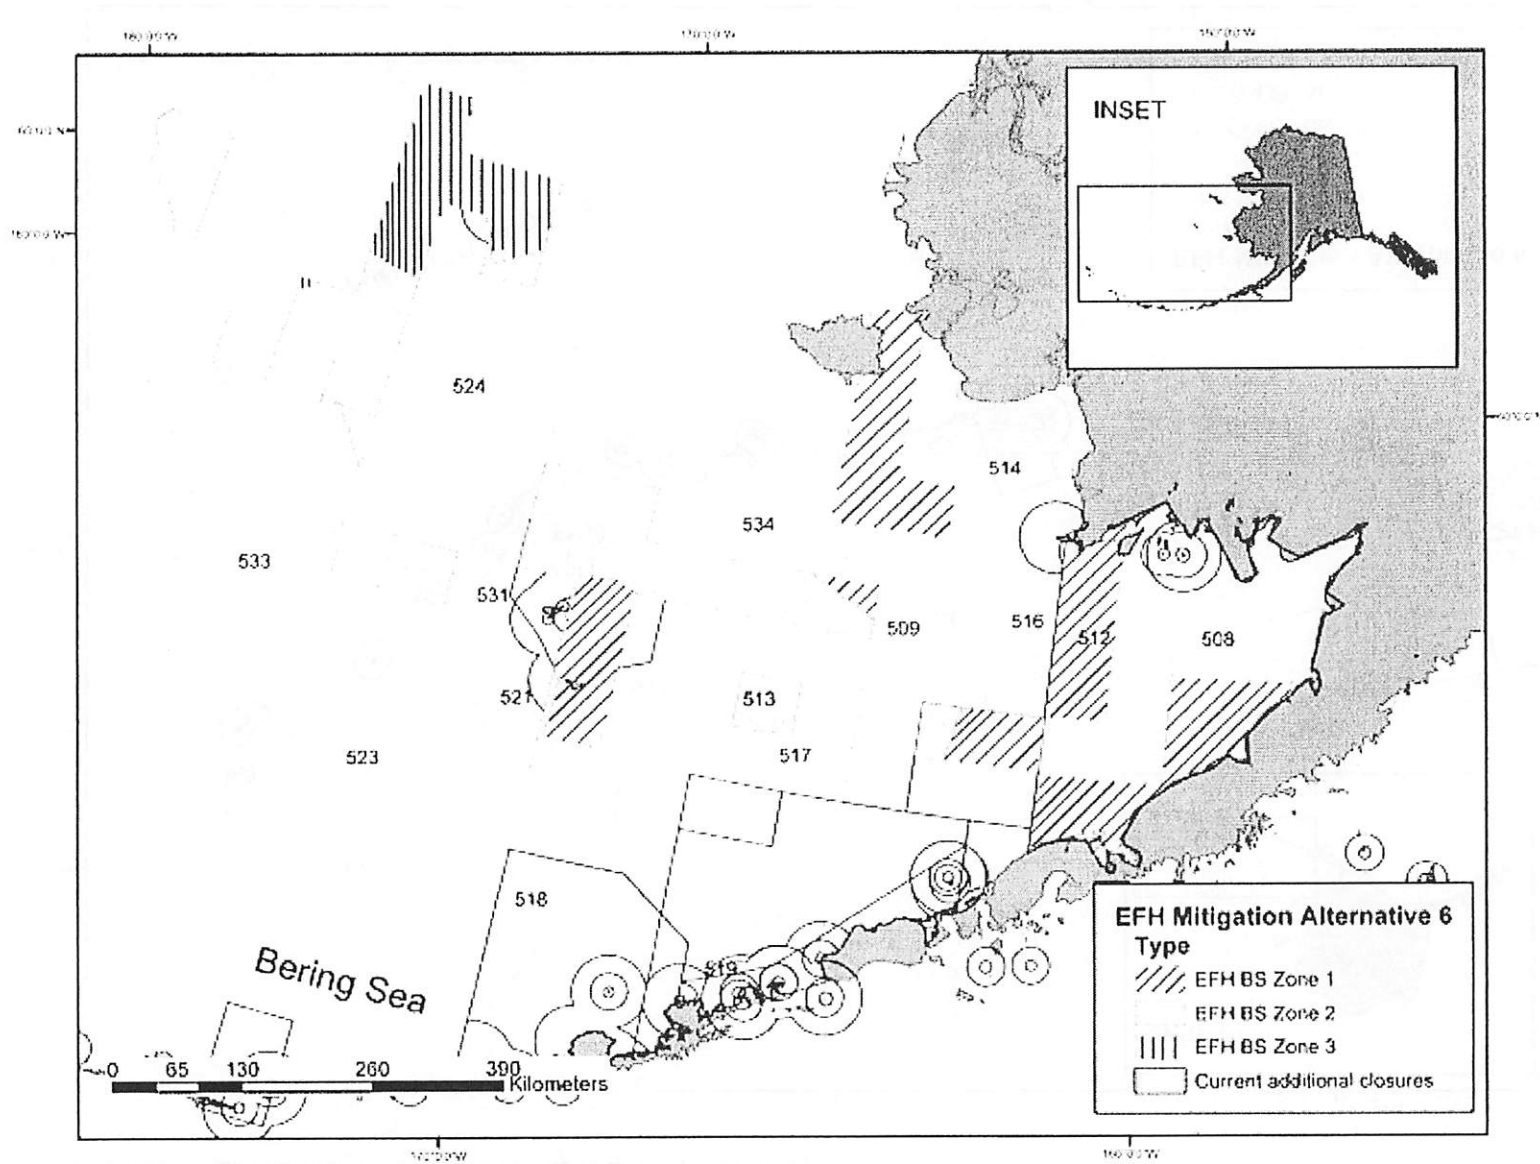 INSET
524
514
534
533
531
509
516
512
508
521
513
517
523
518
519
Bering Sea
0 65 130 260 390
Kilometers
EFH Mitigation Alternative 6
Type
EFH BS Zone 1
EFH BS Zone 2
EFH BS Zone 3
Current additional closures